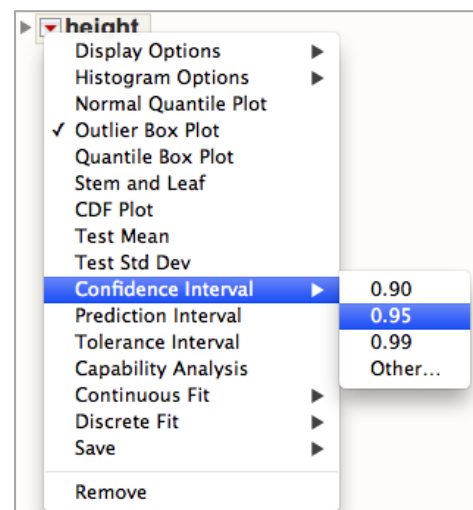 height
Display Options
Histogram Options
Normal Quantile Plot
✓ Outlier Box Plot
Quantile Box Plot
Stem and Leaf
CDF Plot
Test Mean
Test Std Dev
Confidence Interval
0.90
0.95
0.99
Other...
Prediction Interval
Tolerance Interval
Capability Analysis
Continuous Fit
Discrete Fit
Save
Remove